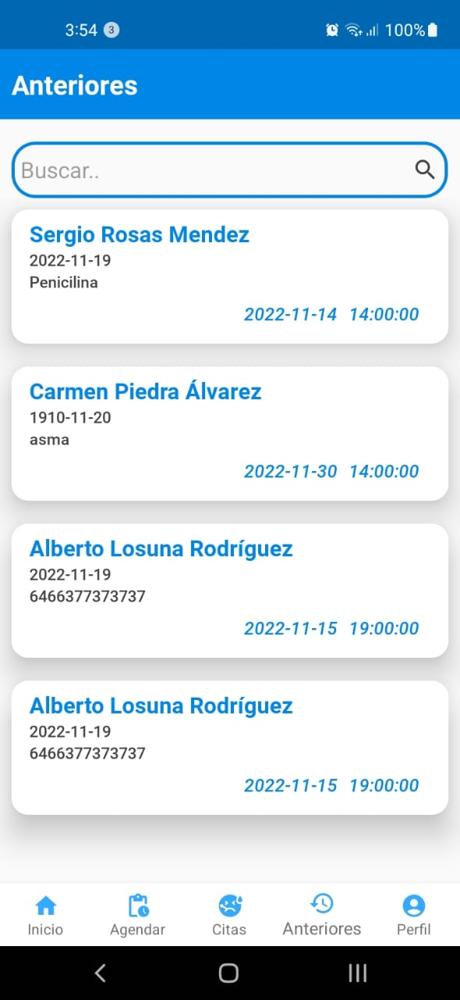 3:54 3 100%
Anteriores
Buscar..
Sergio Rosas Mendez
2022-11-19
Penicilina
2022-11-14 14:00:00
Carmen Piedra Álvarez
1910-11-20
asma
2022-11-30 14:00:00
Alberto Losuna Rodríguez
2022-11-19
6466377373737
2022-11-15 19:00:00
Alberto Losuna Rodríguez
2022-11-19
6466377373737
2022-11-15 19:00:00
Inicio Agendar Citas Anteriores Perfil